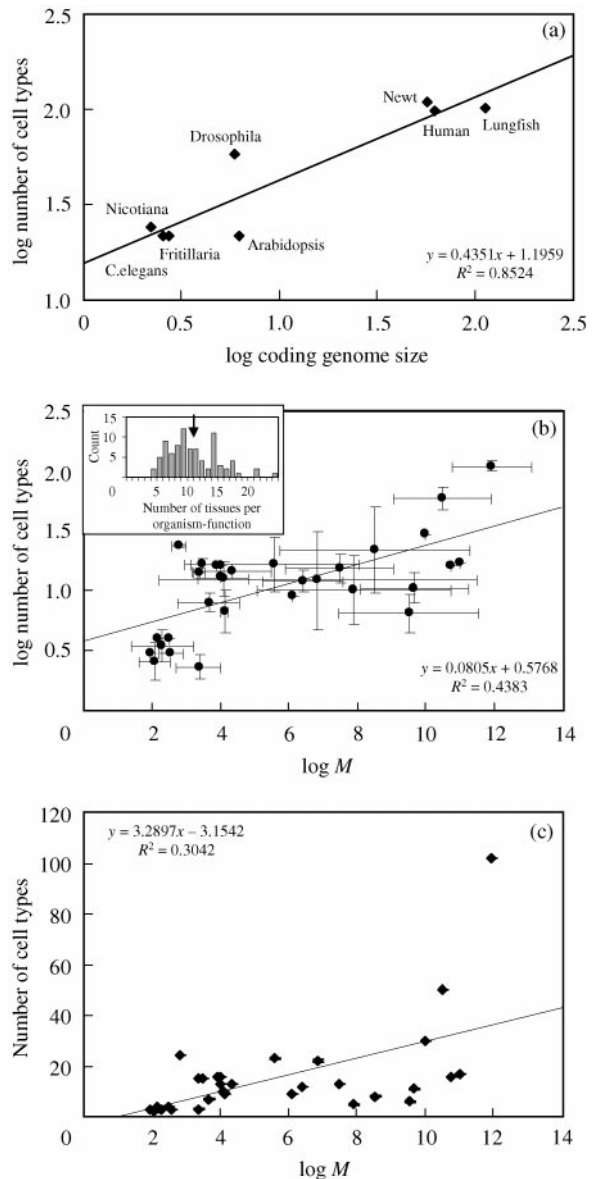 (a)
2.5
2.0
1.5
1.0
log number of cell types
Newt
Human
Lungfish
Drosophila
Nicotiana
Fritillaria
C.elegans
Arabidopsis
y = 0.4351x + 1.1959
R² = 0.8524
0 0.5 1.0 1.5 2.0 2.5
log coding genome size
(b)
15
10
5
Count
0 10 20
Number of tissues per
organism-function
2.5
2.0
1.5
1.0
0.5
log number of cell types
y = 0.0805x + 0.5768
R² = 0.4383
0 2 4 6 8 10 12 14
log M
(c)
y = 3.2897x – 3.1542
R² = 0.3042
120
100
80
60
40
20
Number of cell types
0 2 4 6 8 10 12 14
log M